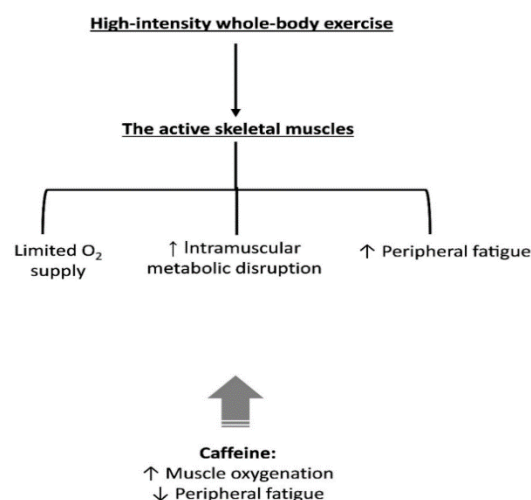 High-intensity whole-body exercise
The active skeletal muscles
Limited O₂
supply
↑ Intramuscular
metabolic disruption
↑ Peripheral fatigue
Caffeine:
↑ Muscle oxygenation
↓ Peripheral fatigue